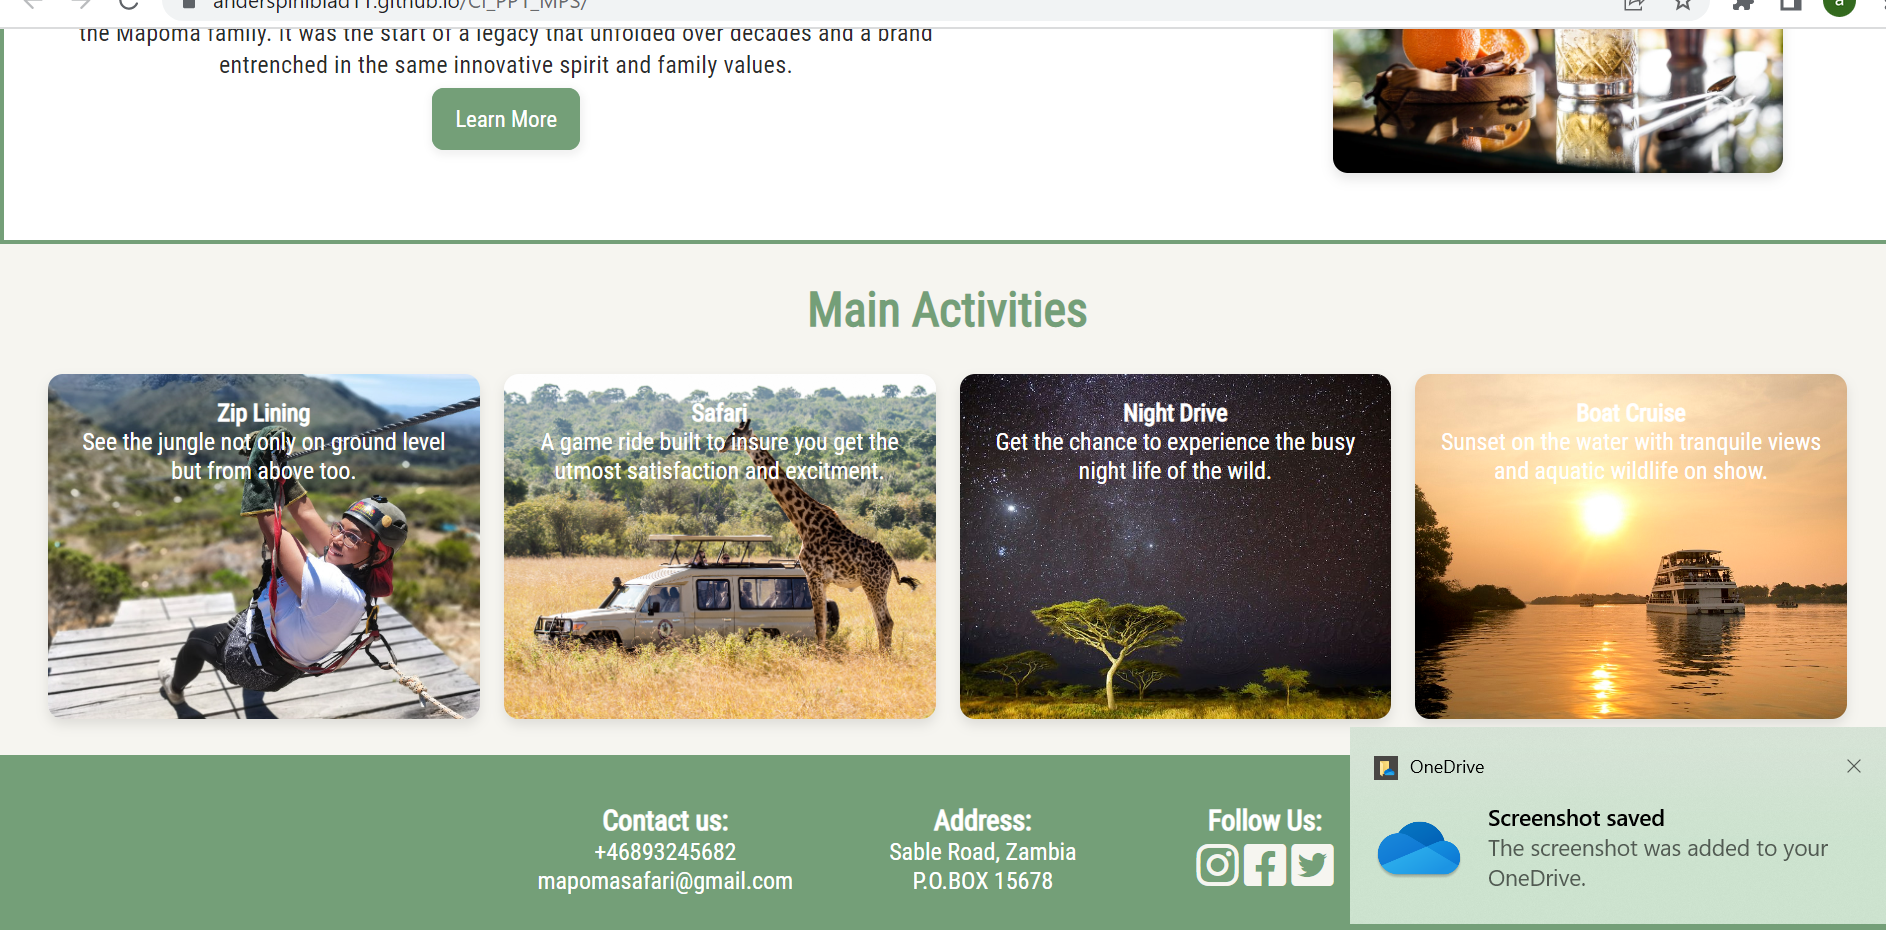 anderspihlblad11.github.io/CI_PP1_MPS/
the Mapoma family. It was the start of a legacy that unfolded over decades and a brand
entrenched in the same innovative spirit and family values.
Learn More
Main Activities
Zip Lining
See the jungle not only on ground level
but from above too.
Safari
A game ride built to insure you get the
utmost satisfaction and excitment.
Night Drive
Get the chance to experience the busy
night life of the wild.
Boat Cruise
Sunset on the water with tranquile views
and aquatic wildlife on show.
Contact us:
+46893245682
mapomasafari@gmail.com
Address:
Sable Road, Zambia
P.O.BOX 15678
Follow Us:
OneDrive
Screenshot saved
The screenshot was added to your
OneDrive.
a